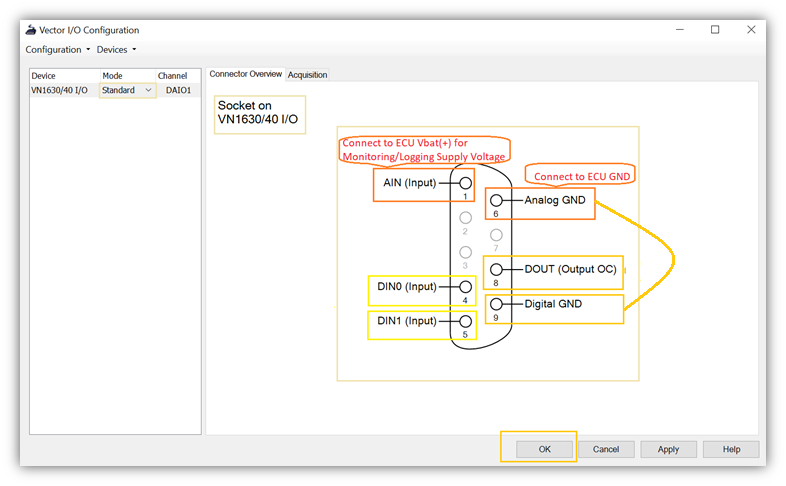 Vector I/O Configuration
Configuration Devices
Device Mode Channel
VN1630/40 I/O Standard DAIO1
Connector Overview Acquisition
Socket on
VN1630/40 I/O
Connect to ECU Vbat(+) for
Monitoring/Logging Supply Voltage
Connect to ECU GND
AIN (Input)
1
Analog GND
6
2
7
3
DOUT (Output OC)
8
DIN0 (Input)
4
Digital GND
9
DIN1 (Input)
5
OK Cancel Apply Help